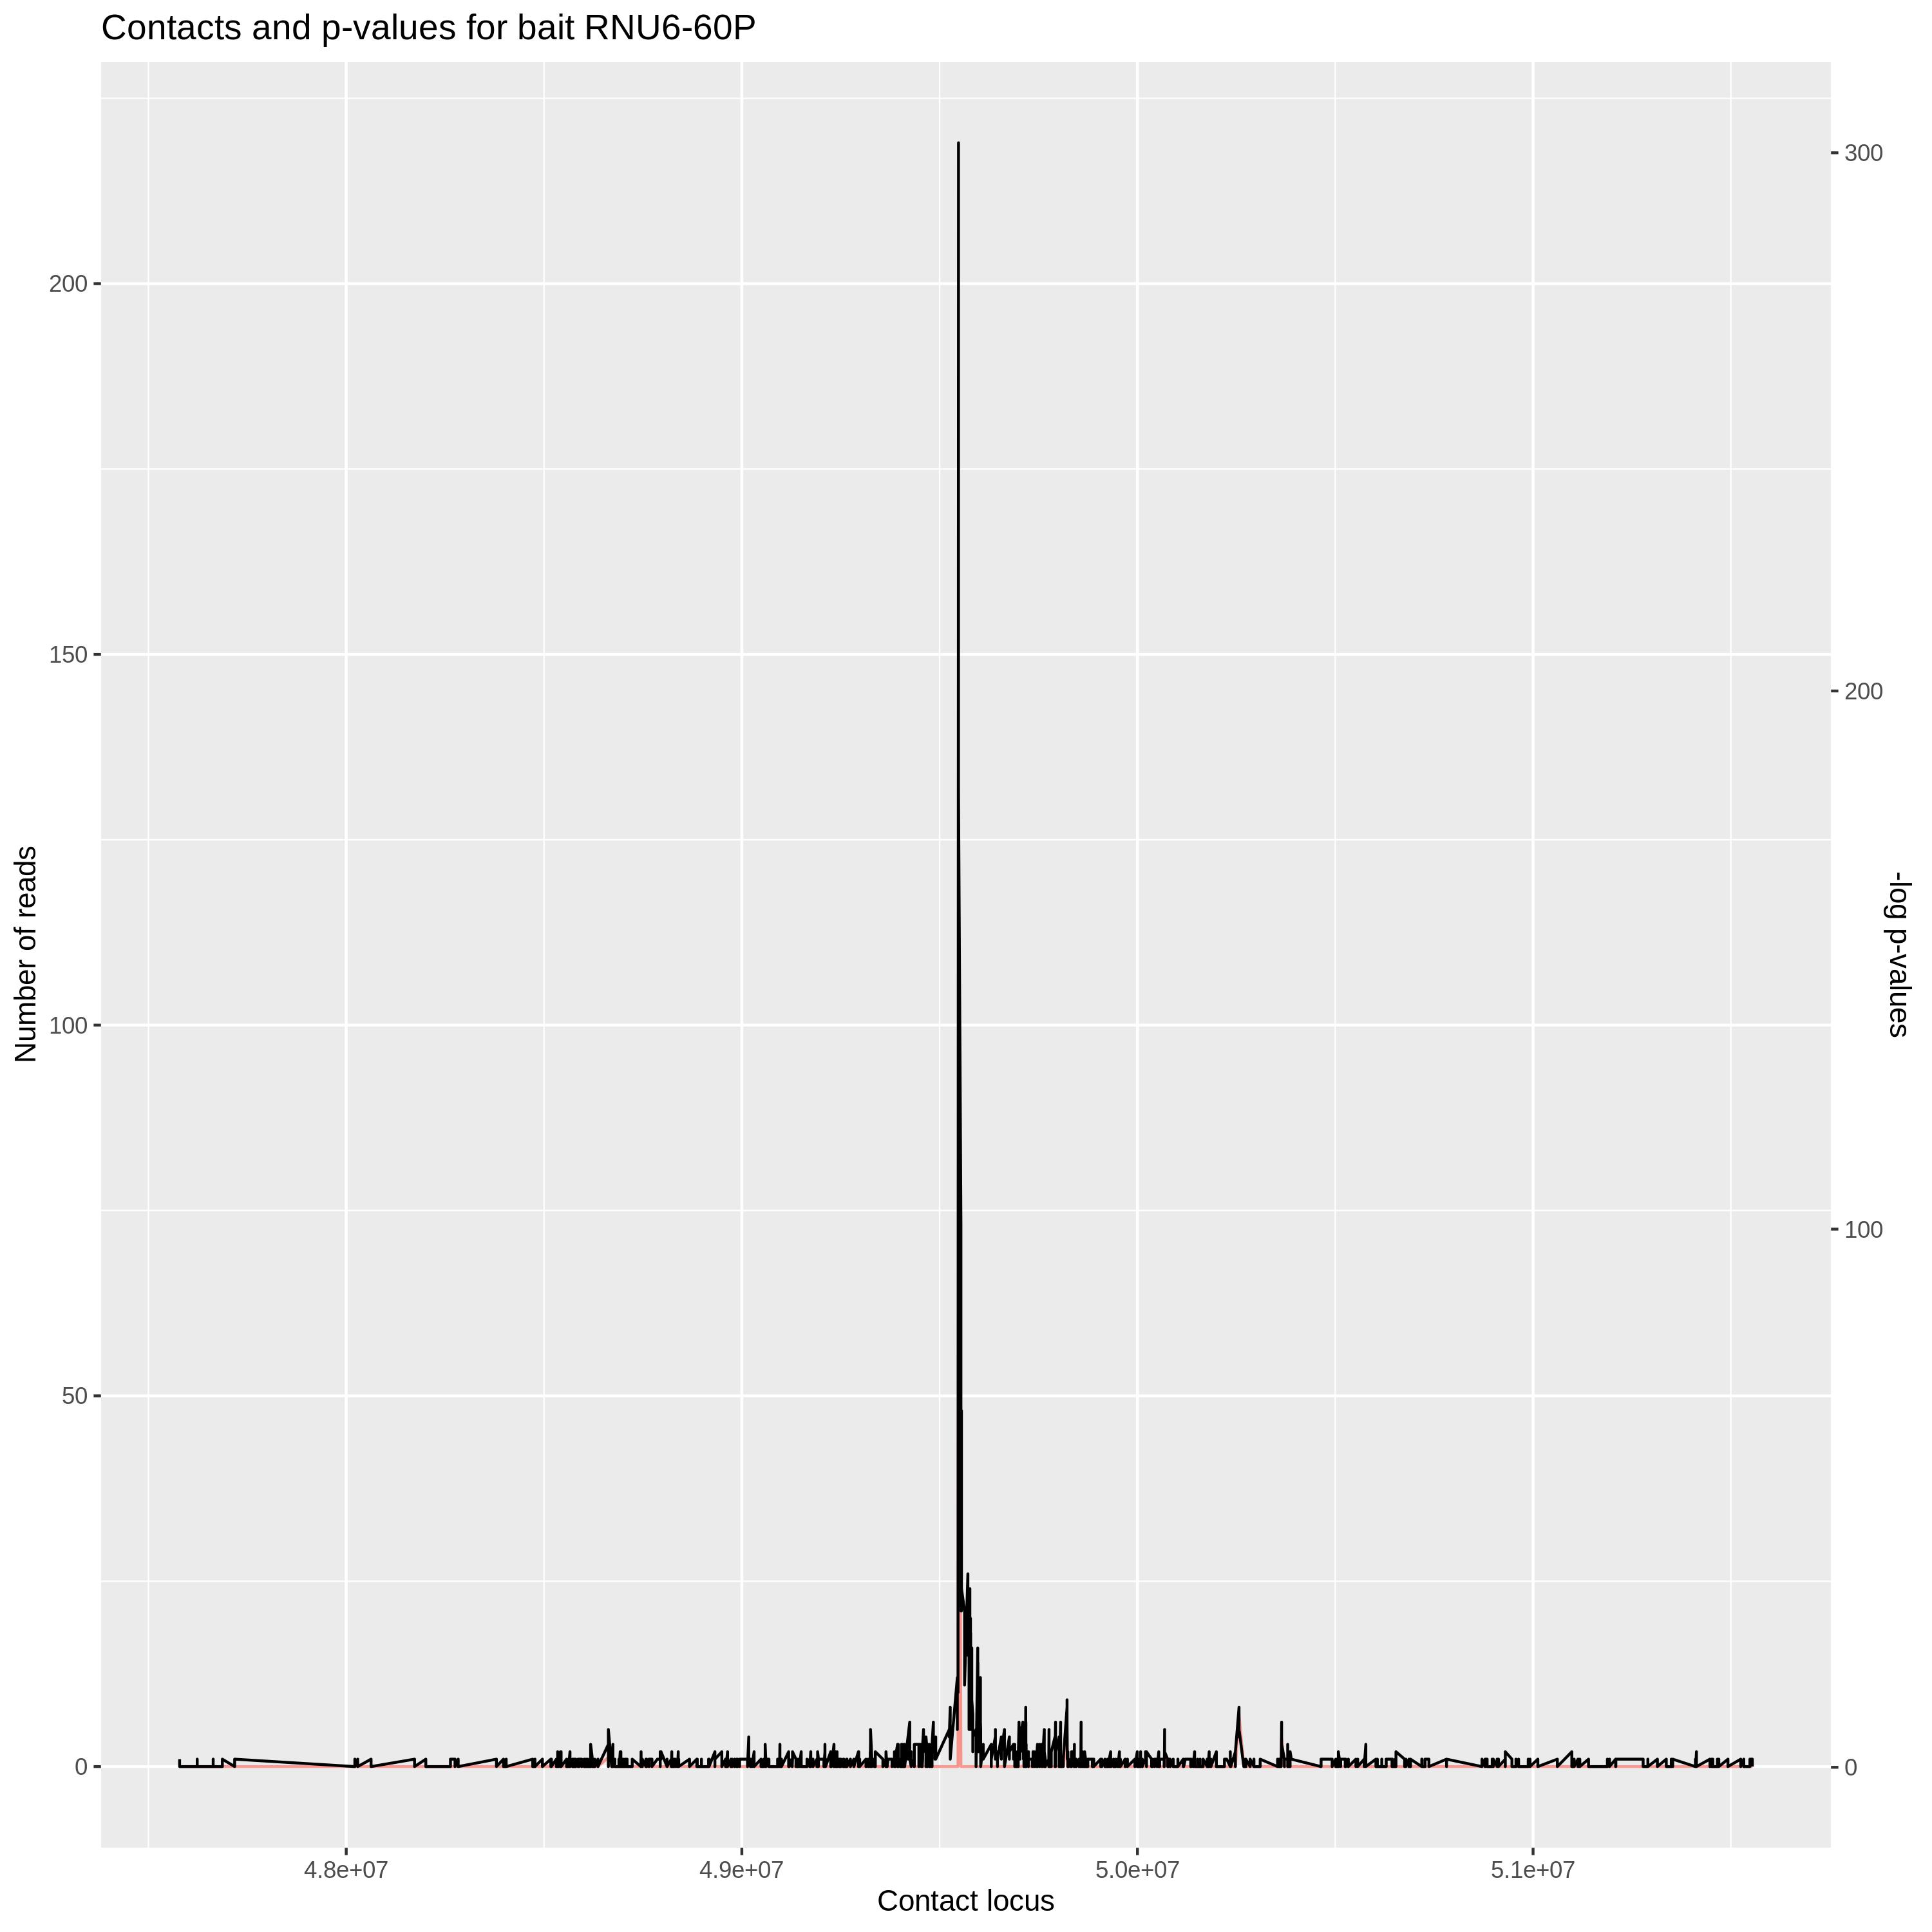 Contacts and p-values for bait RNU6-60P
300
200
200
150
100
100
50
0
0
Number of reads
-log p-values
4.8e+07
4.9e+07
5.0e+07
5.1e+07
Contact locus